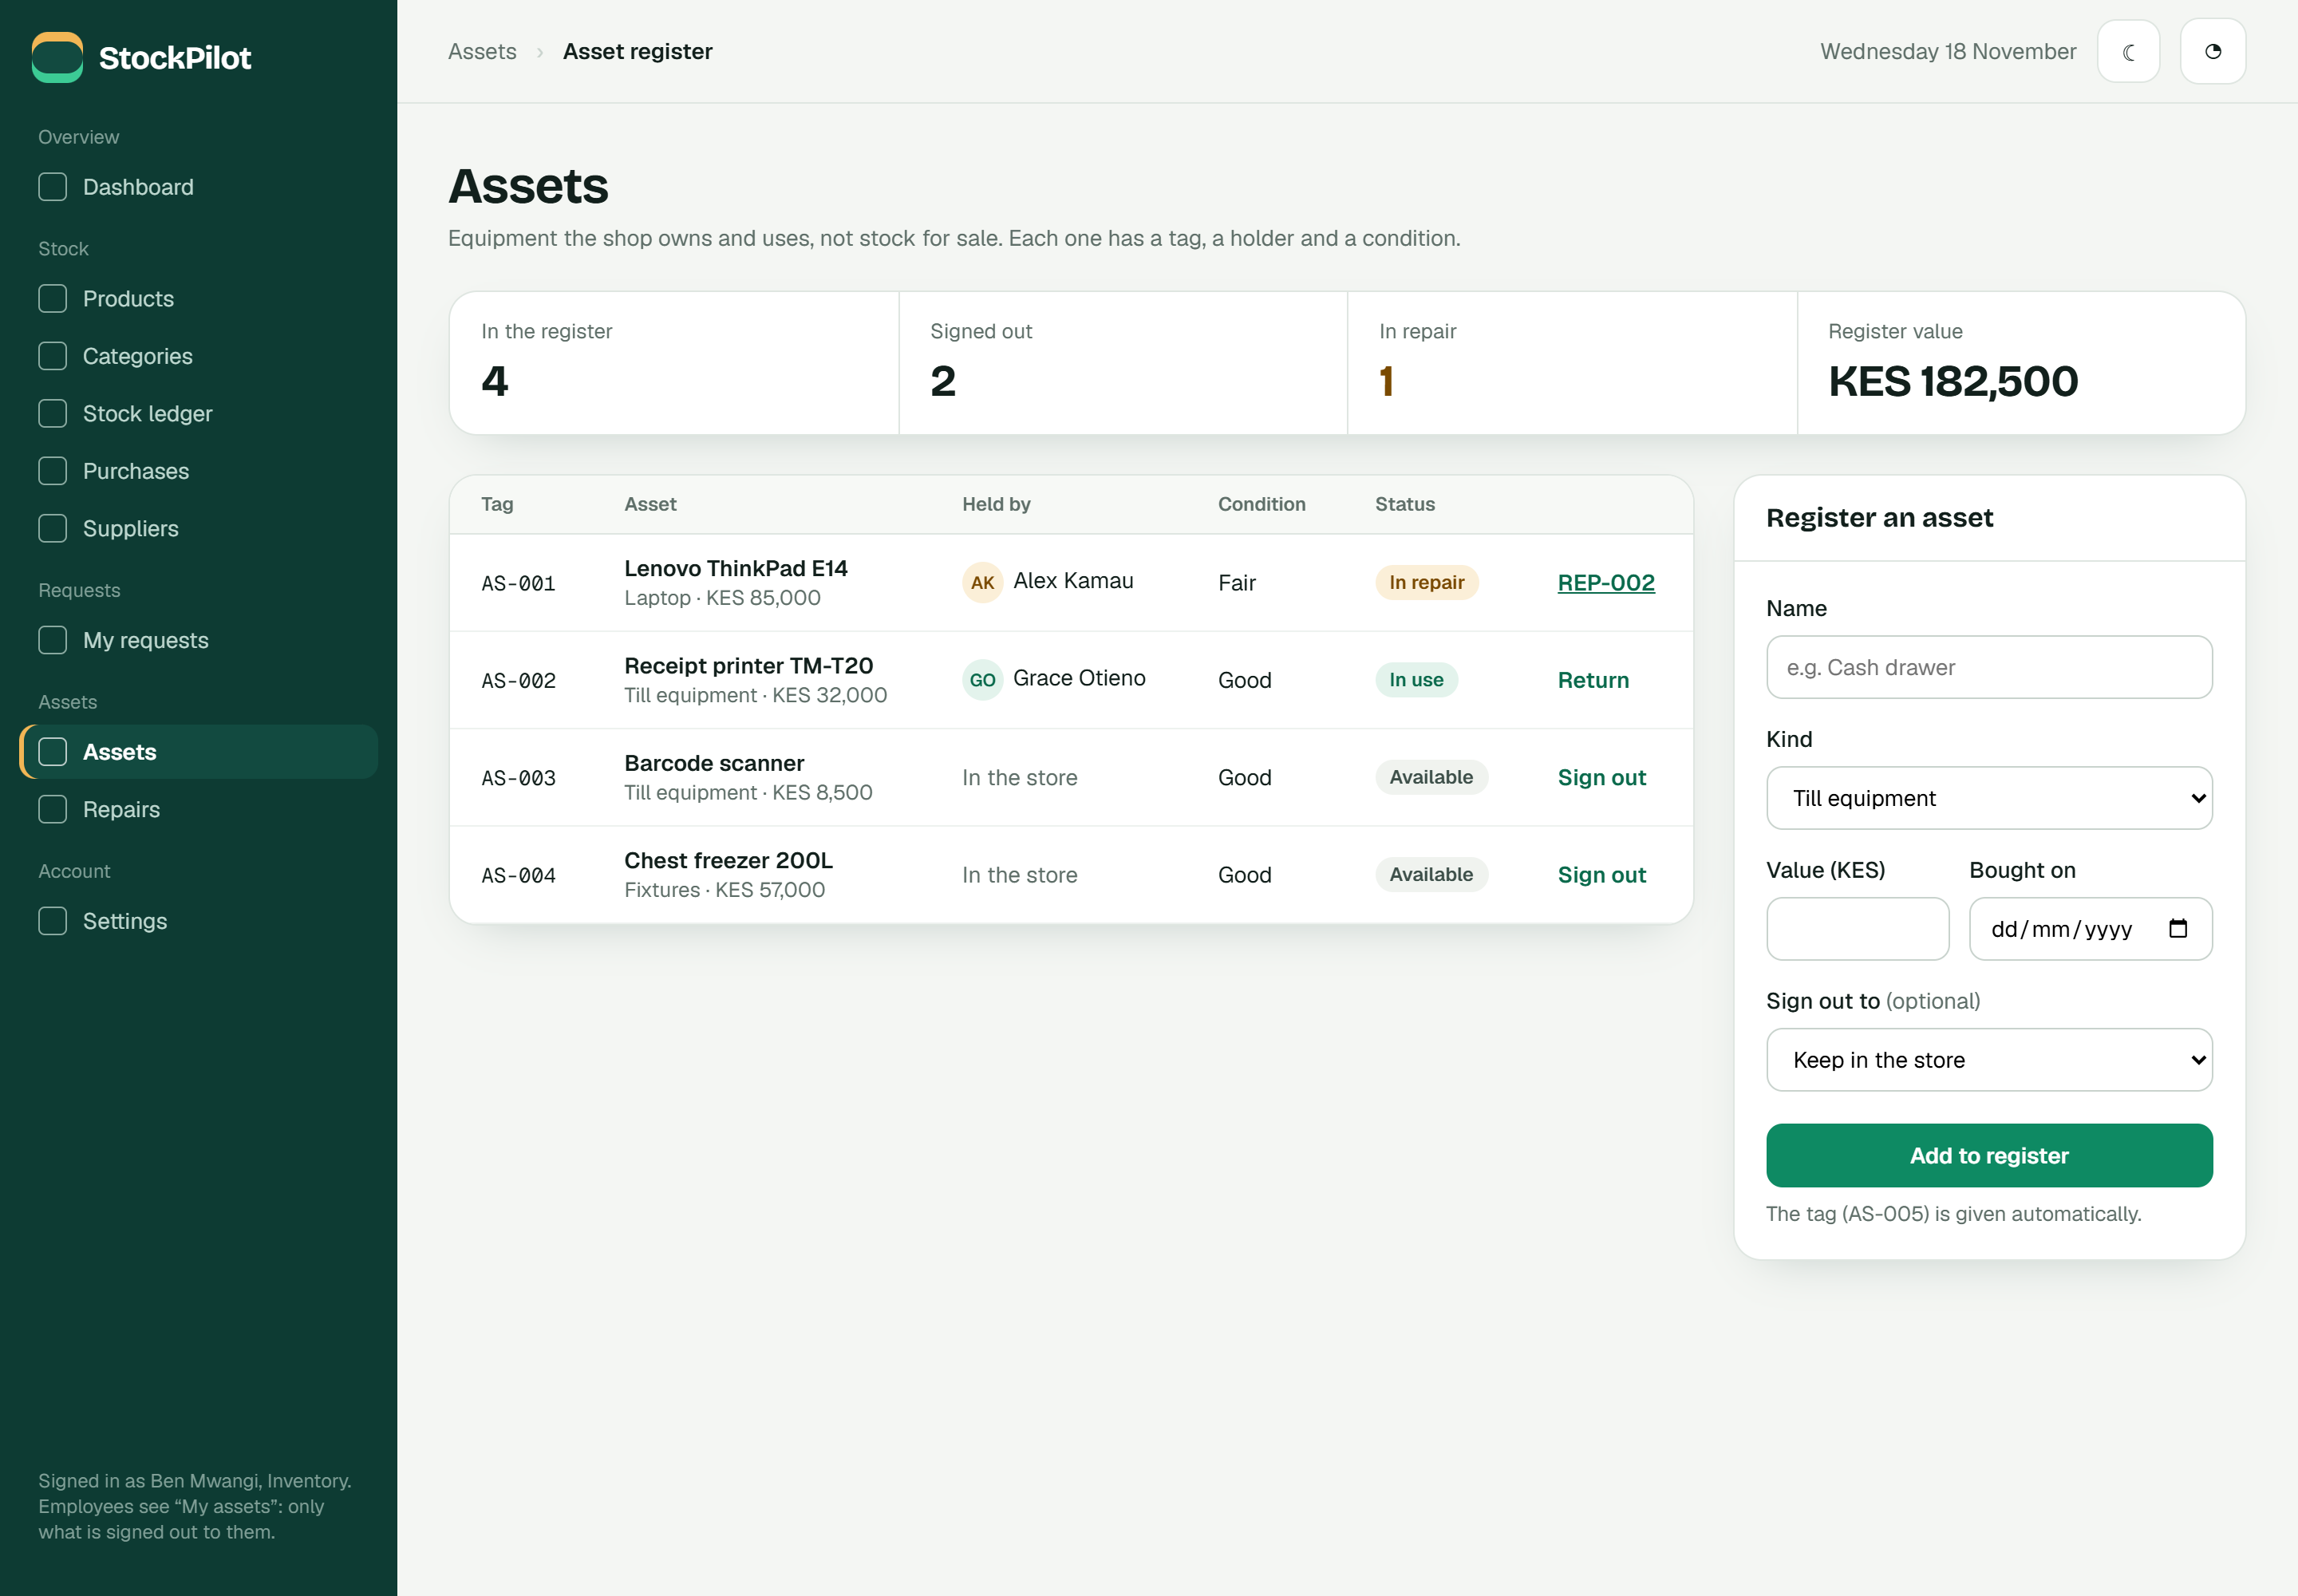 StockPilot
Overview
Dashboard
Stock
Products
Categories
Stock ledger
Purchases
Suppliers
Requests
My requests
Assets
Assets
Repairs
Account
Settings
Signed in as Ben Mwangi, Inventory.
Employees see “My assets”: only
what is signed out to them.
Assets › Asset register
Wednesday 18 November
Assets
Equipment the shop owns and uses, not stock for sale. Each one has a tag, a holder and a condition.
In the register
4
Signed out
2
In repair
1
Register value
KES 182,500
Tag Asset Held by Condition Status
AS-001 Lenovo ThinkPad E14 AK Alex Kamau Fair In repair REP-002
Laptop · KES 85,000
AS-002 Receipt printer TM-T20 GO Grace Otieno Good In use Return
Till equipment · KES 32,000
AS-003 Barcode scanner In the store Good Available Sign out
Till equipment · KES 8,500
AS-004 Chest freezer 200L In the store Good Available Sign out
Fixtures · KES 57,000
Register an asset
Name
e.g. Cash drawer
Kind
Till equipment
Value (KES) Bought on
dd/mm/yyyy
Sign out to (optional)
Keep in the store
Add to register
The tag (AS-005) is given automatically.